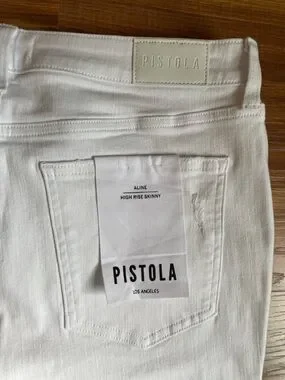 PISTOLA
ALINE
HIGH RISE SKINNY
PISTOLA
LOS ANGELES